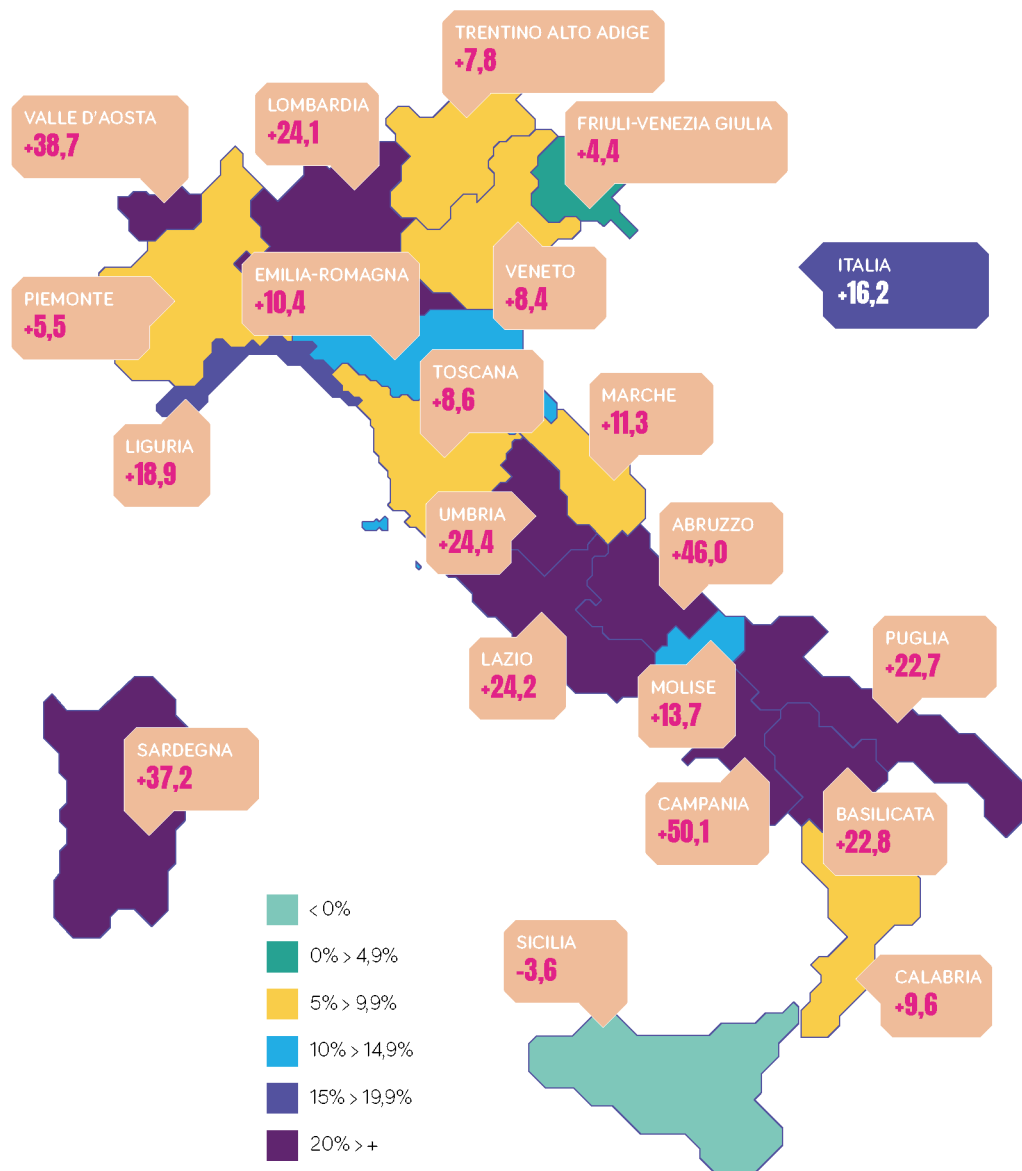 TRENTINO ALTO ADIGE
+7,8
VALLE D'AOSTA
+38,7
LOMBARDIA
+24,1
FRIULI-VENEZIA GIULIA
+4,4
PIEMONTE
+5,5
EMILIA-ROMAGNA
+10,4
VENETO
+8,4
ITALIA
+16,2
TOSCANA
+8,6
MARCHE
+11,3
LIGURIA
+18,9
UMBRIA
+24,4
ABRUZZO
+46,0
LAZIO
+24,2
MOLISE
+13,7
PUGLIA
+22,7
SARDEGNA
+37,2
CAMPANIA
+50,1
BASILICATA
+22,8
SICILIA
-3,6
CALABRIA
+9,6
< 0%
0% > 4,9%
5% > 9,9%
10% > 14,9%
15% > 19,9%
20% > +